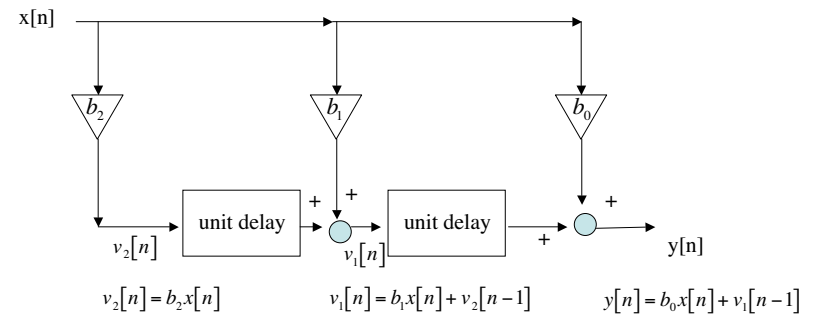 x[n]
b₂ b₁ b₀
+ + +
unit delay unit delay
v₂[n] v₁[n] + y[n]
v₂[n] = b₂x[n] v₁[n] = b₁x[n] + v₂[n−1] y[n] = b₀x[n] + v₁[n−1]